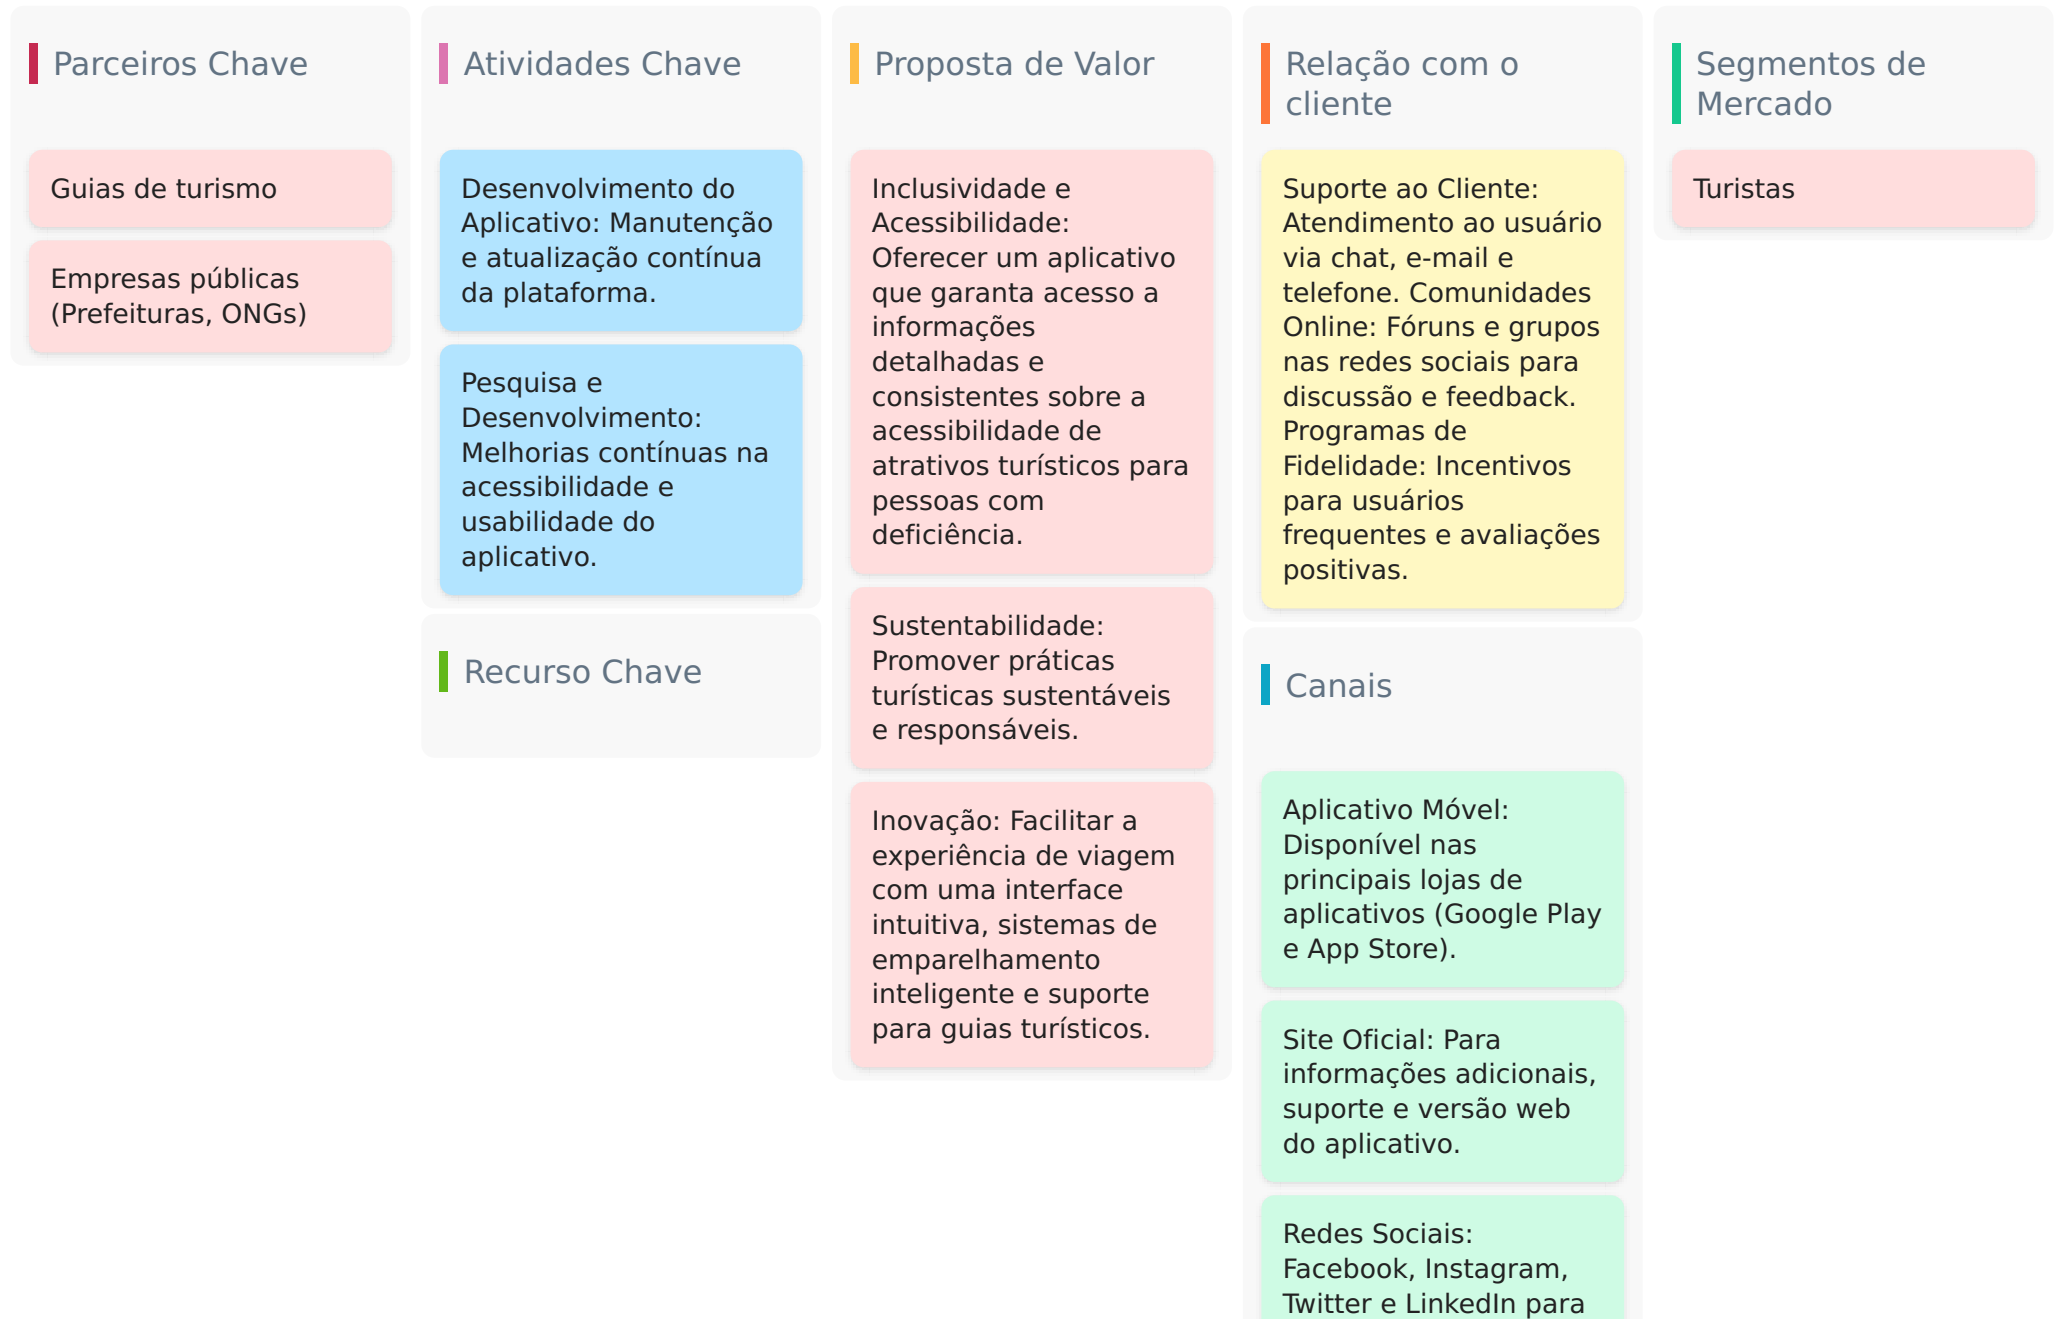 Parceiros Chave
Guias de turismo
Empresas públicas
(Prefeituras, ONGs)
Atividades Chave
Desenvolvimento do
Aplicativo: Manutenção
e atualização contínua
da plataforma.
Pesquisa e
Desenvolvimento:
Melhorias contínuas na
acessibilidade e
usabilidade do
aplicativo.
Recurso Chave
Proposta de Valor
Inclusividade e
Acessibilidade:
Oferecer um aplicativo
que garanta acesso a
informações
detalhadas e
consistentes sobre a
acessibilidade de
atrativos turísticos para
pessoas com
deficiência.
Sustentabilidade:
Promover práticas
turísticas sustentáveis
e responsáveis.
Inovação: Facilitar a
experiência de viagem
com uma interface
intuitiva, sistemas de
emparelhamento
inteligente e suporte
para guias turísticos.
Relação com o
cliente
Suporte ao Cliente:
Atendimento ao usuário
via chat, e-mail e
telefone. Comunidades
Online: Fóruns e grupos
nas redes sociais para
discussão e feedback.
Programas de
Fidelidade: Incentivos
para usuários
frequentes e avaliações
positivas.
Canais
Aplicativo Móvel:
Disponível nas
principais lojas de
aplicativos (Google Play
e App Store).
Site Oficial: Para
informações adicionais,
suporte e versão web
do aplicativo.
Redes Sociais:
Facebook, Instagram,
Twitter e LinkedIn para
Segmentos de
Mercado
Turistas